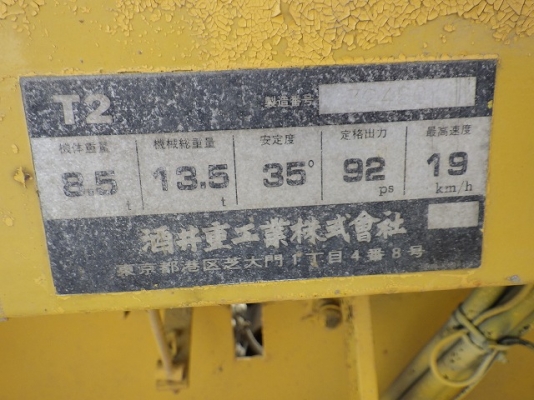 T2 製造番号
機体重量 機械総重量 安定度 定格出力 最高速度
8.5 13.5 35° 92 19
t t ps km/h
酒井重工業株式會社
東京都港区芝大門1丁目4番8号